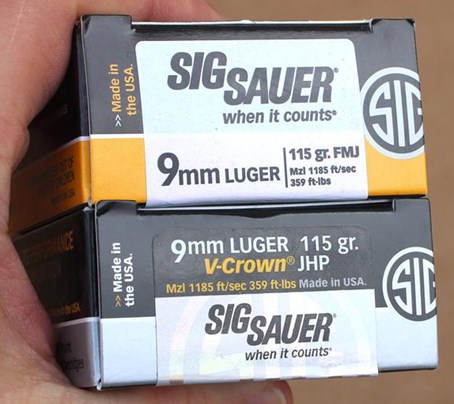 >> Made in
the USA.
SIG SAUER®
when it counts®
9mm LUGER
115 gr. FMJ
Mzl 1185 ft/sec
359 ft-lbs
SIG
>> Made in
the USA.
9mm LUGER 115 gr.
V-Crown® JHP
Mzl 1185 ft/sec 359 ft-lbs Made in USA.
SIG SAUER®
when it counts®
SIG